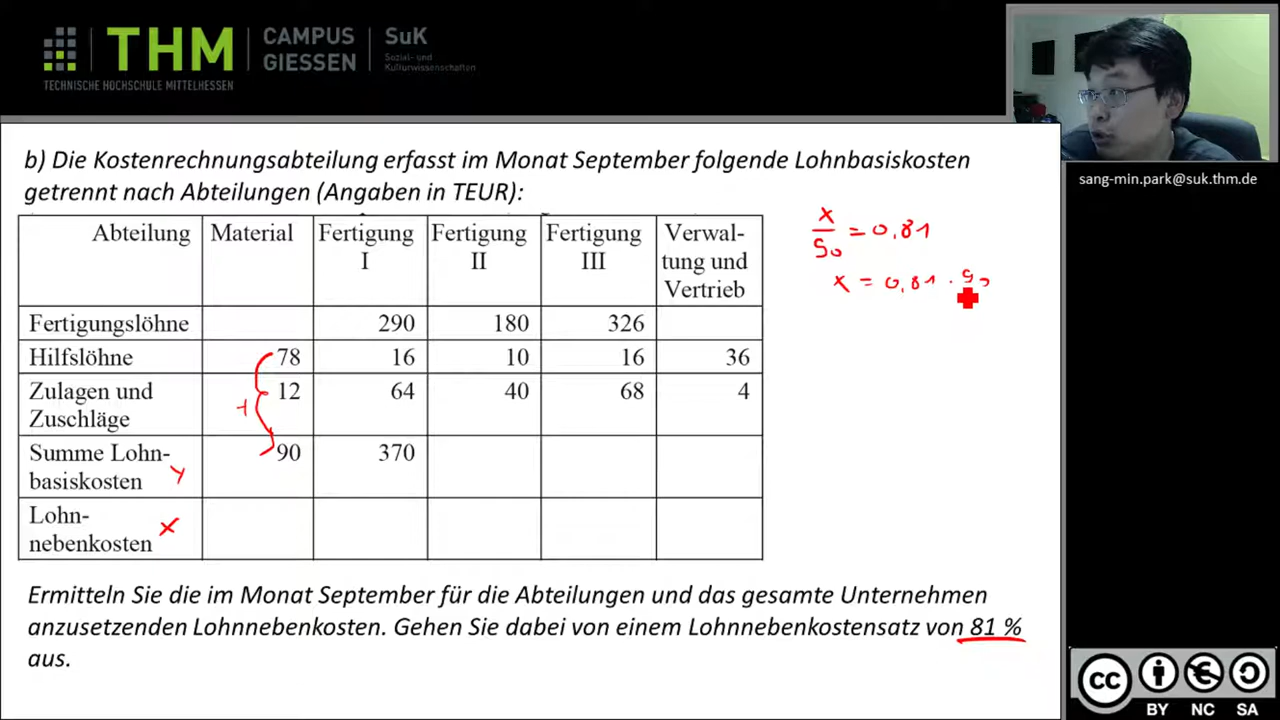 THM
CAMPUS
GIESSEN
SuK
Sozial- und
Kulturwissenschaften
TECHNISCHE HOCHSCHULE MITTELHESSEN
sang-min.park@suk.thm.de
b) Die Kostenrechnungsabteilung erfasst im Monat September folgende Lohnbasiskosten
getrennt nach Abteilungen (Angaben in TEUR):
Abteilung Material Fertigung I Fertigung II Fertigung III Verwal-
tung und
Vertrieb
Fertigungslöhne 290 180 326
Hilfslöhne 78 16 10 16 36
Zulagen und
Zuschläge 12 64 40 68 4
+
Summe Lohn-
basiskosten y 90 370
Lohn-
nebenkosten x
x/90 = 0,81
x = 0,81 · 90
Ermitteln Sie die im Monat September für die Abteilungen und das gesamte Unternehmen
anzusetzenden Lohnnebenkosten. Gehen Sie dabei von einem Lohnnebenkostensatz von 81 %
aus.
cc
BY NC SA